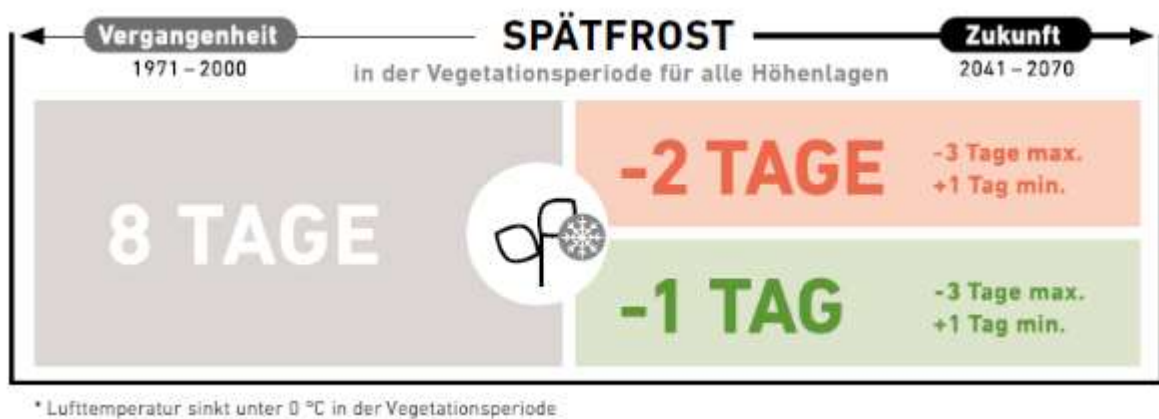 Vergangenheit
1971 – 2000
SPÄTFROST
in der Vegetationsperiode für alle Höhenlagen
Zukunft
2041 – 2070
8 TAGE
-2 TAGE
-3 Tage max.
+1 Tag min.
-1 TAG
-3 Tage max.
+1 Tag min.
* Lufttemperatur sinkt unter 0 °C in der Vegetationsperiode